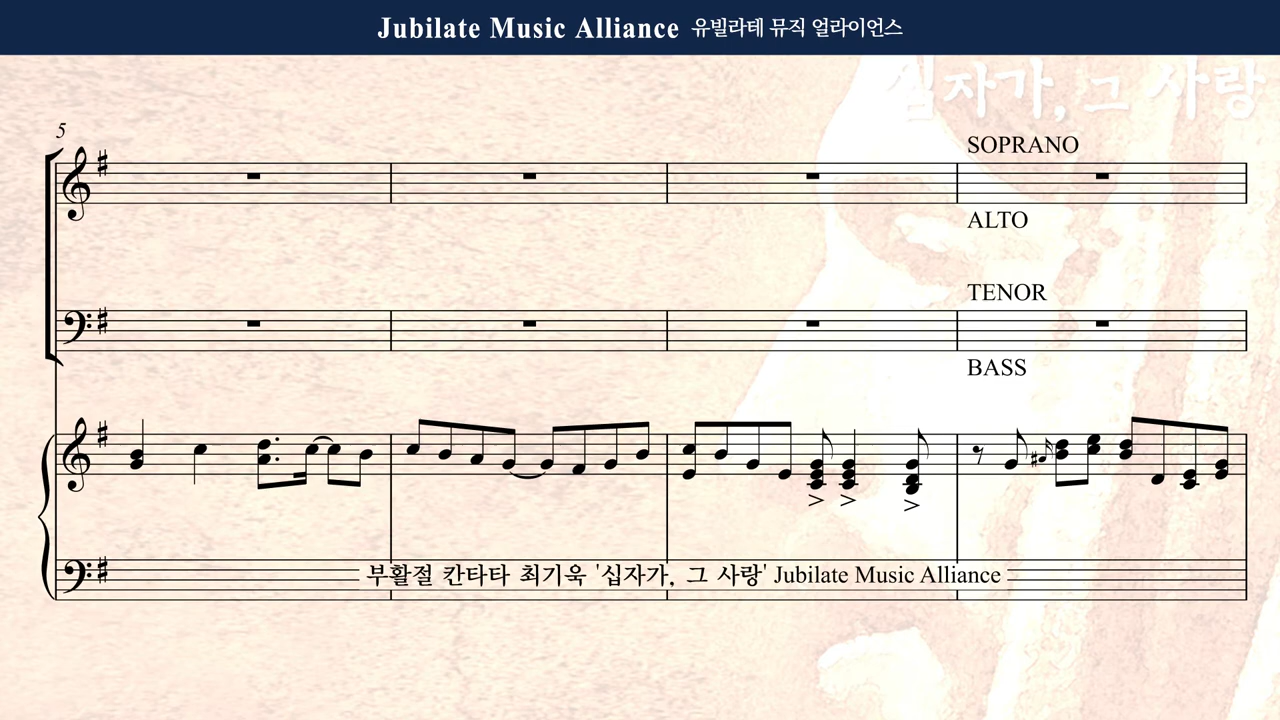 Jubilate Music Alliance 유빌라테 뮤직 얼라이언스
십자가, 그 사랑
5
SOPRANO
ALTO
TENOR
BASS
부활절 칸타타 최기욱 '십자가, 그 사랑' Jubilate Music Alliance